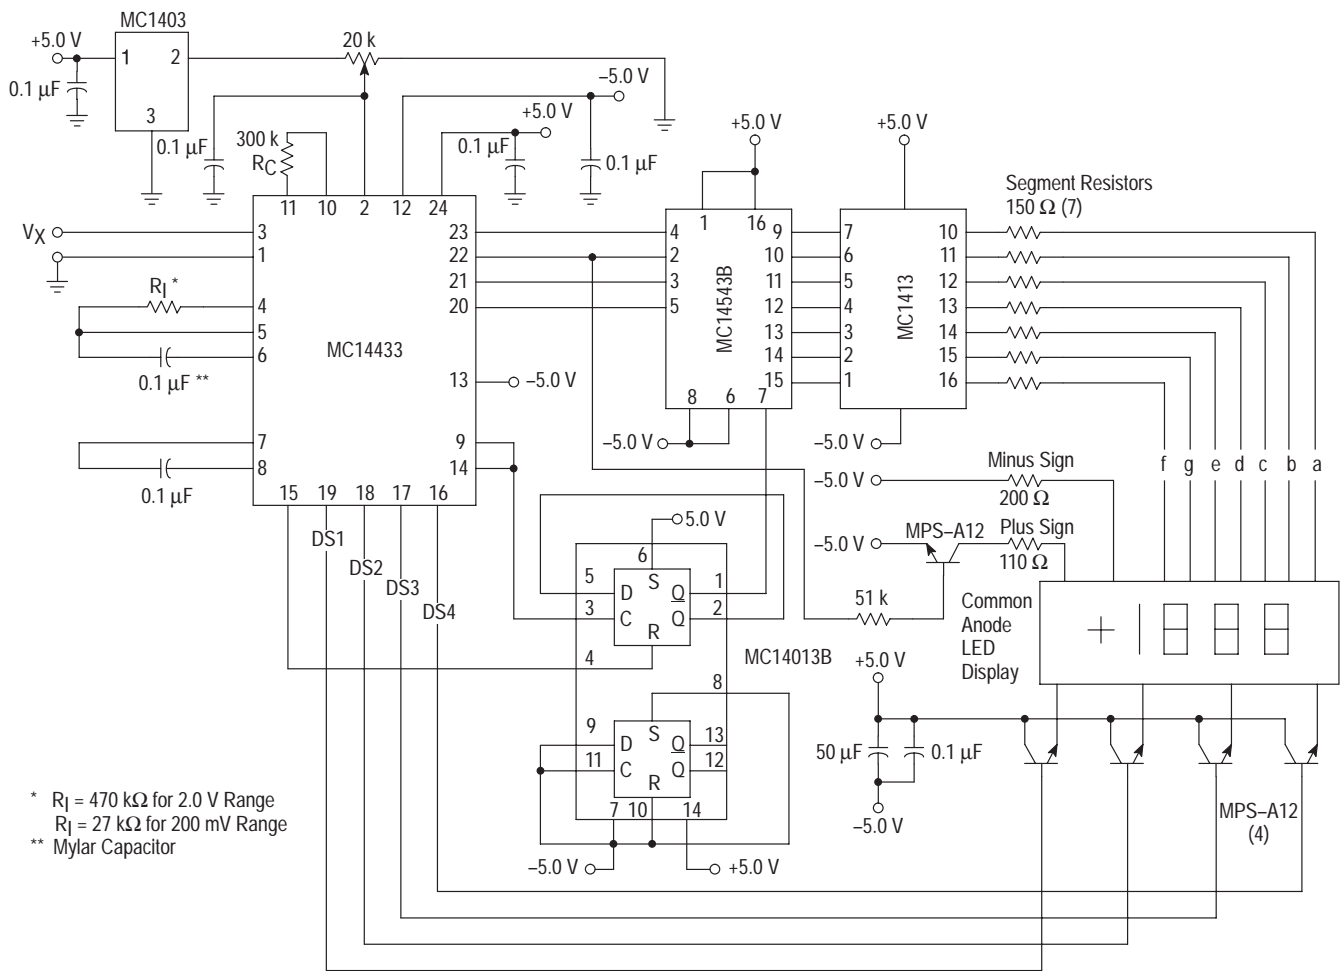 MC1403
+5.0 V
1
2
3
0.1 µF
20 k
–5.0 V
+5.0 V
0.1 µF
300 k
RC
0.1 µF
0.1 µF
11 10 2 12 24
VX
3
1
RI *
4
5
6
0.1 µF **
7
8
0.1 µF
MC14433
23
22
21
20
13
–5.0 V
9
14
15 19 18 17 16
DS1
DS2
DS3
DS4
+5.0 V
1 16
4
2
3
5
MC14543B
9
10
11
12
13
14
15
8 6 7
–5.0 V
+5.0 V
7
6
5
4
3
2
1
MC1413
10
11
12
13
14
15
16
–5.0 V
Segment Resistors
150 Ω (7)
f g e d c b a
Minus Sign
–5.0 V
200 Ω
MPS–A12
Plus Sign
–5.0 V
110 Ω
51 k
Common
Anode
LED
Display
5.0 V
6
5
D S Q
1
3
C Q
2
R
4
MC14013B
8
9
D S Q
13
11
C Q
12
R
7 10 14
–5.0 V
+5.0 V
+5.0 V
50 µF
0.1 µF
–5.0 V
MPS–A12
(4)
* RI = 470 kΩ for 2.0 V Range
RI = 27 kΩ for 200 mV Range
** Mylar Capacitor